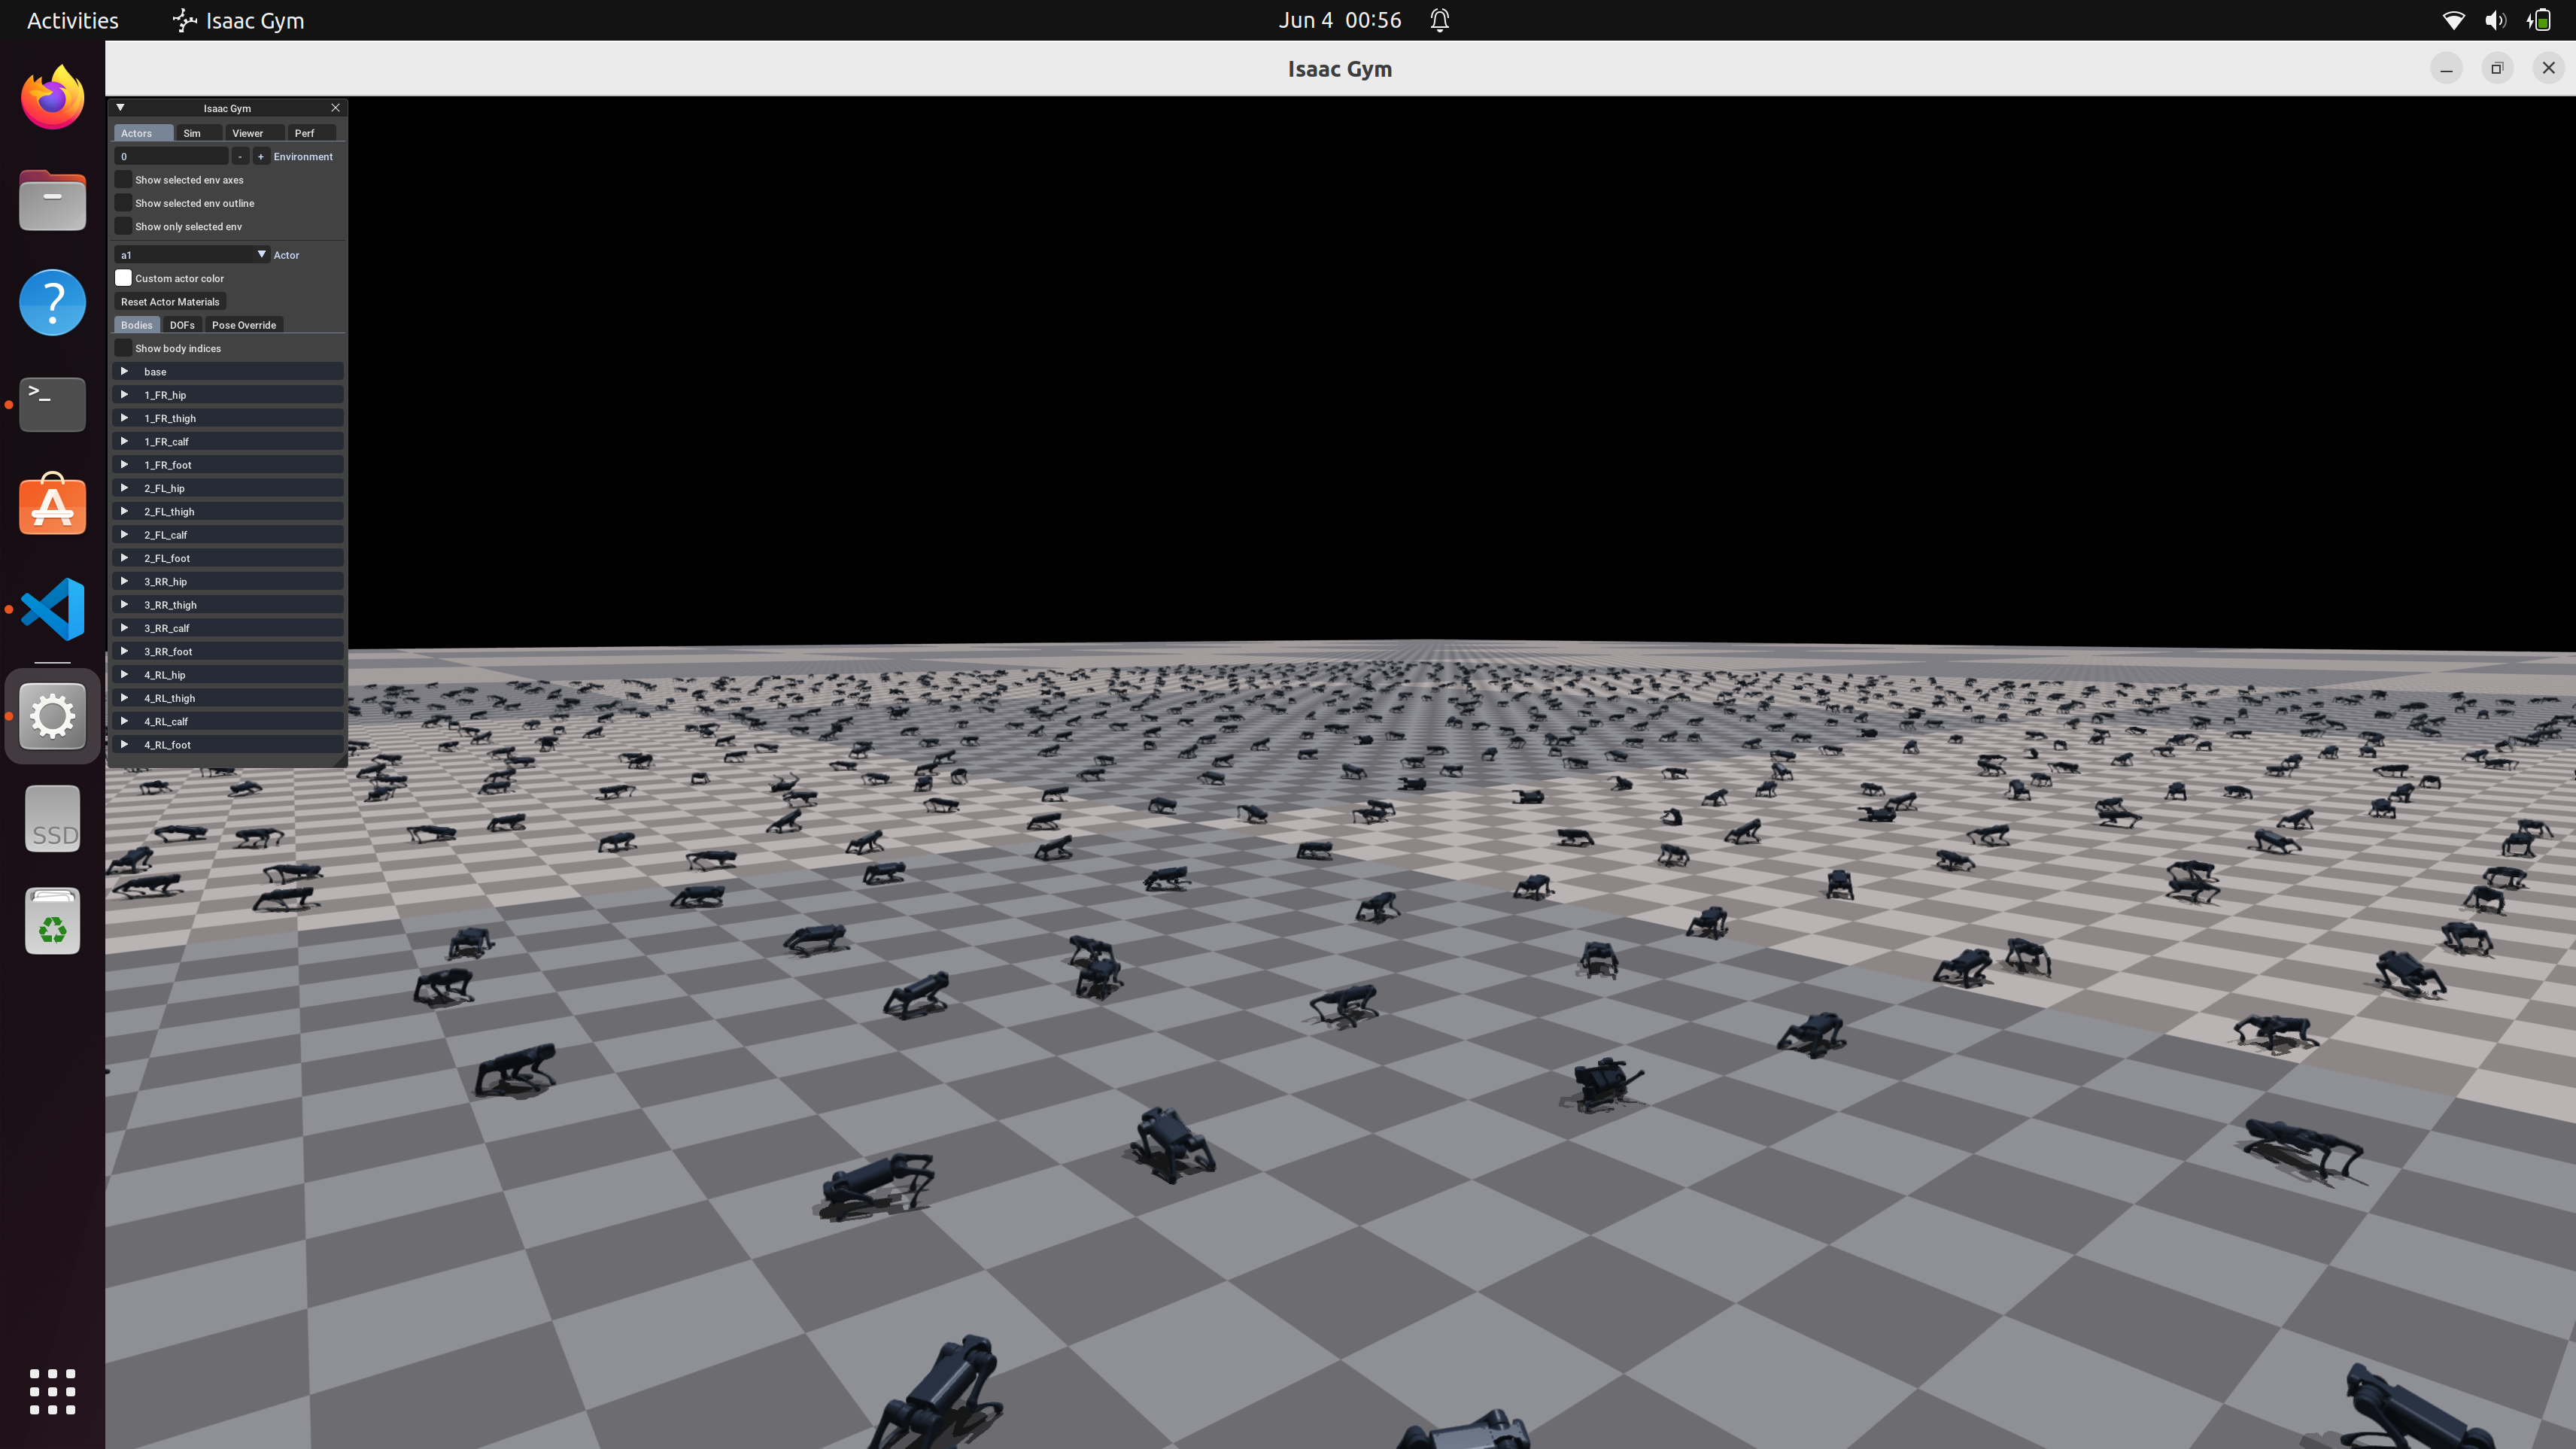 Activities Isaac Gym Jun 4 00:56
Isaac Gym
Isaac Gym
Actors Sim Viewer Perf
0 - + Environment
Show selected env axes
Show selected env outline
Show only selected env
a1 Actor
Custom actor color
Reset Actor Materials
Bodies DOFs Pose Override
Show body indices
base
1_FR_hip
1_FR_thigh
1_FR_calf
1_FR_foot
2_FL_hip
2_FL_thigh
2_FL_calf
2_FL_foot
3_RR_hip
3_RR_thigh
3_RR_calf
3_RR_foot
4_RL_hip
4_RL_thigh
4_RL_calf
4_RL_foot
SSD